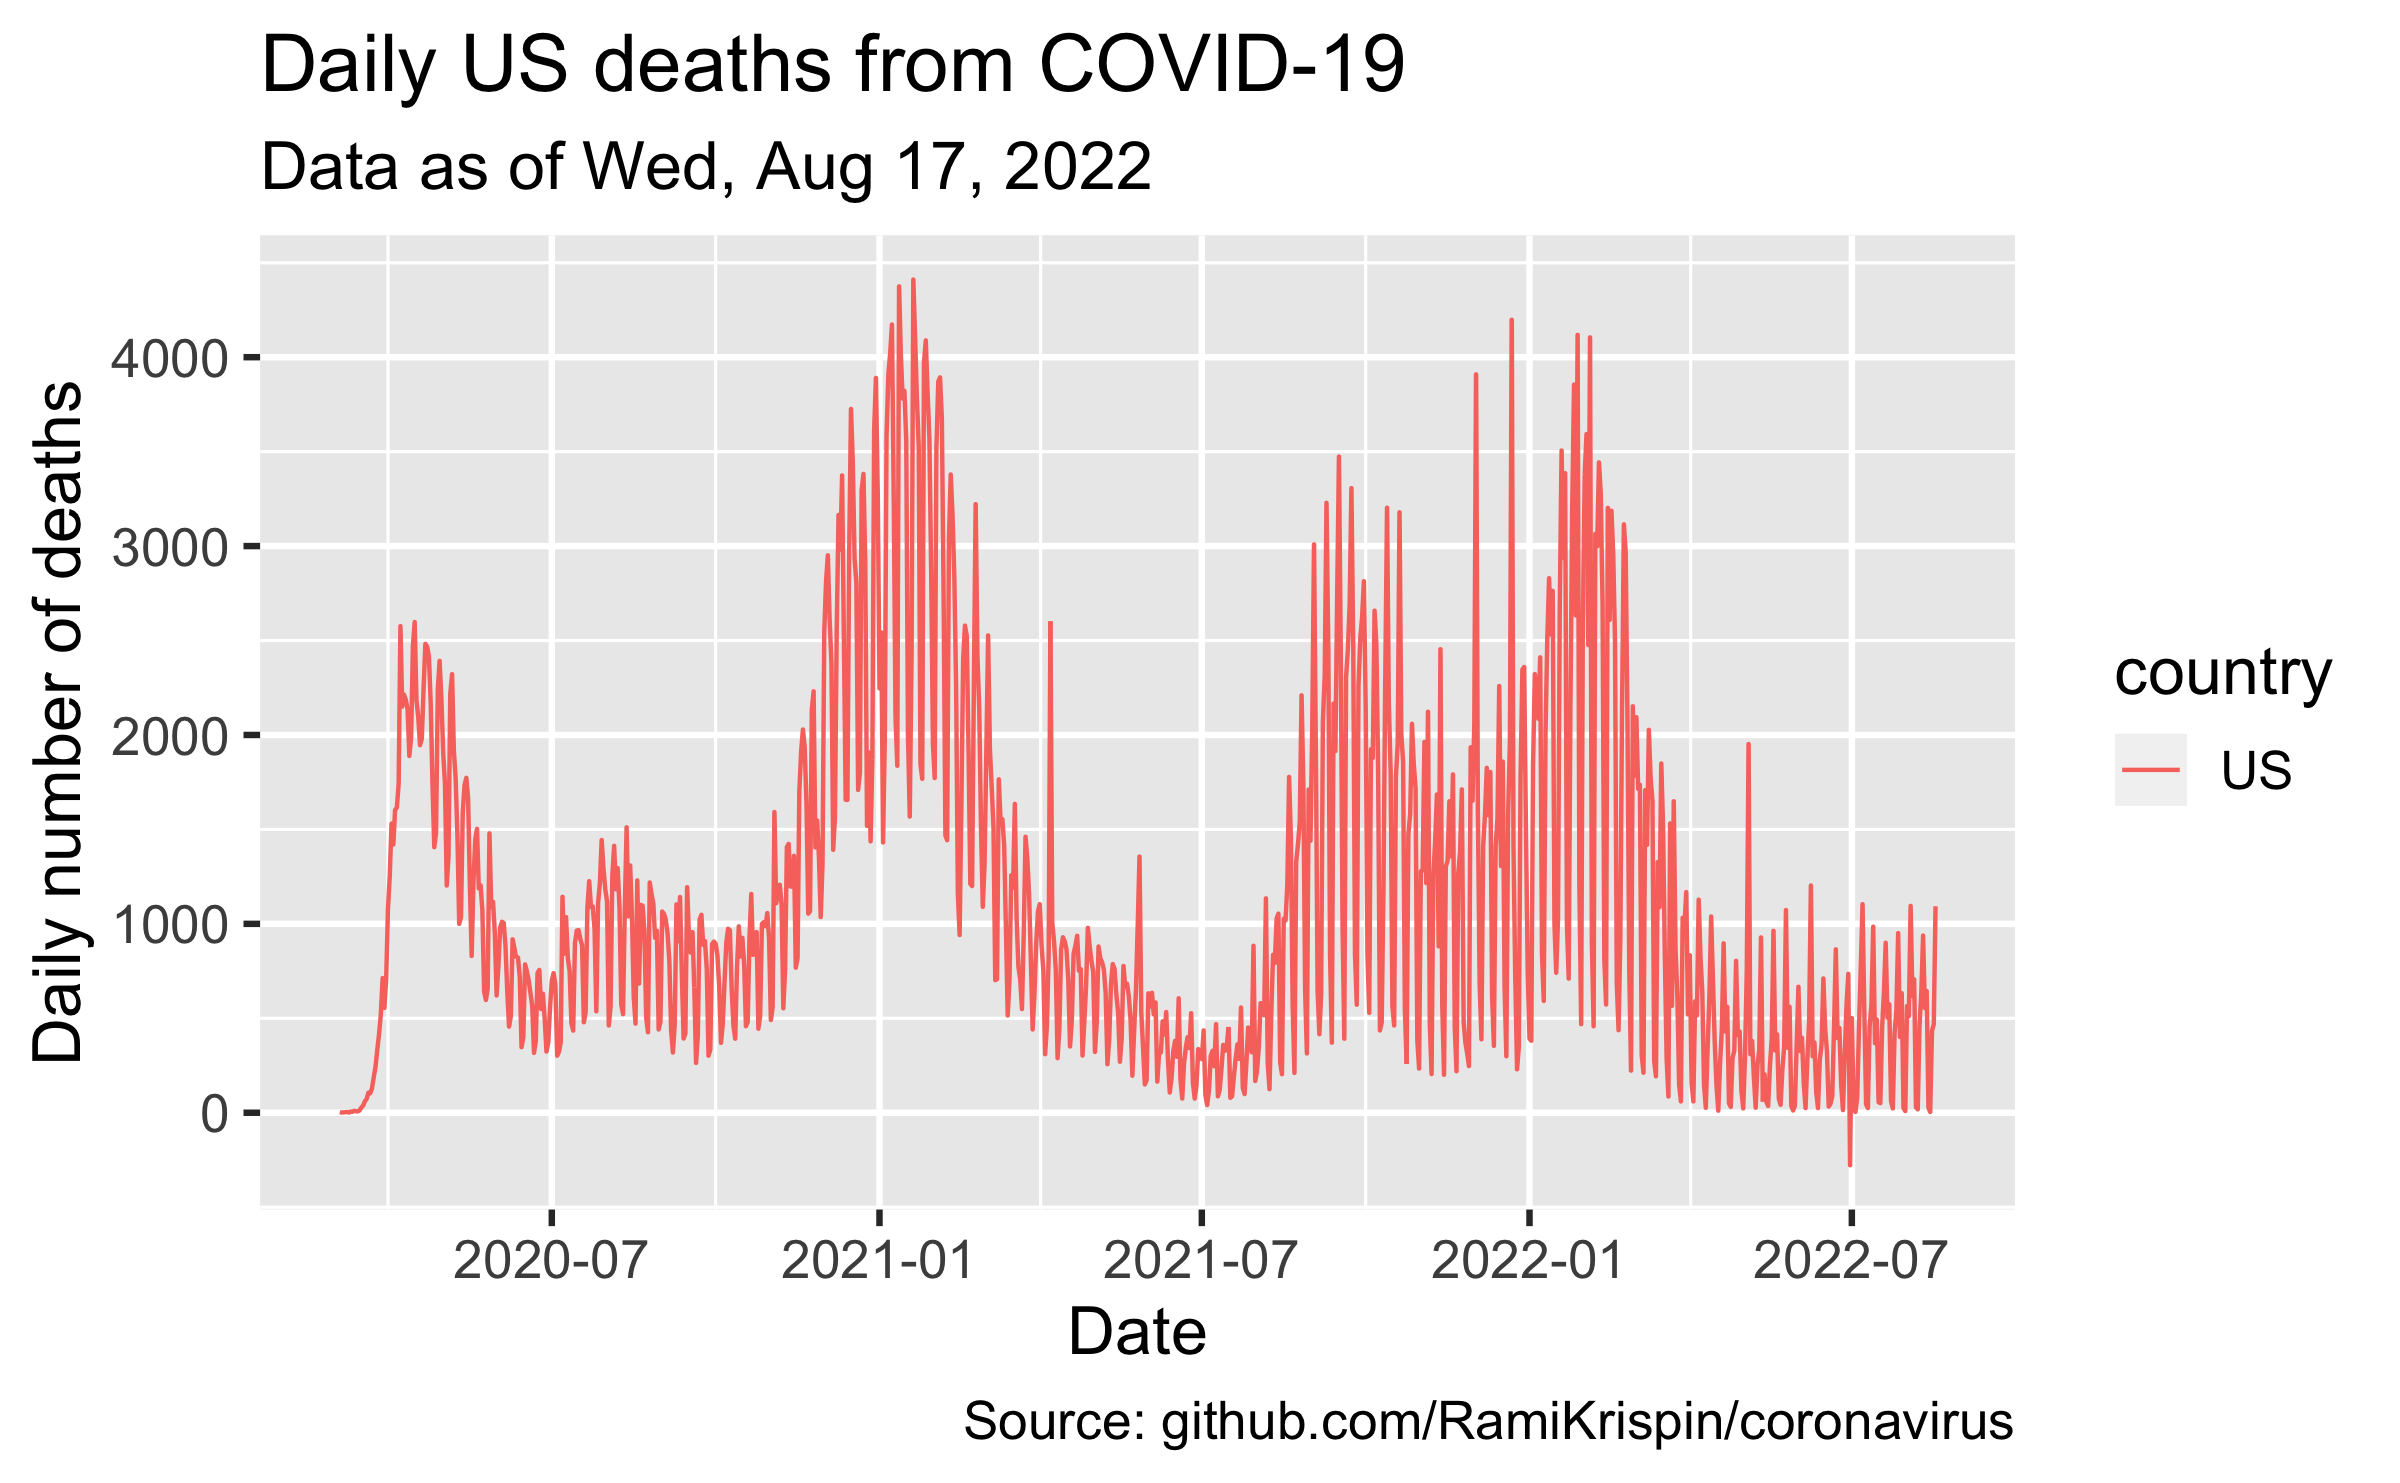 Daily US deaths from COVID-19
Data as of Wed, Aug 17, 2022
Daily number of deaths
4000
3000
2000
1000
0
2020-07
2021-01
2021-07
2022-01
2022-07
Date
country
US
Source: github.com/RamiKrispin/coronavirus